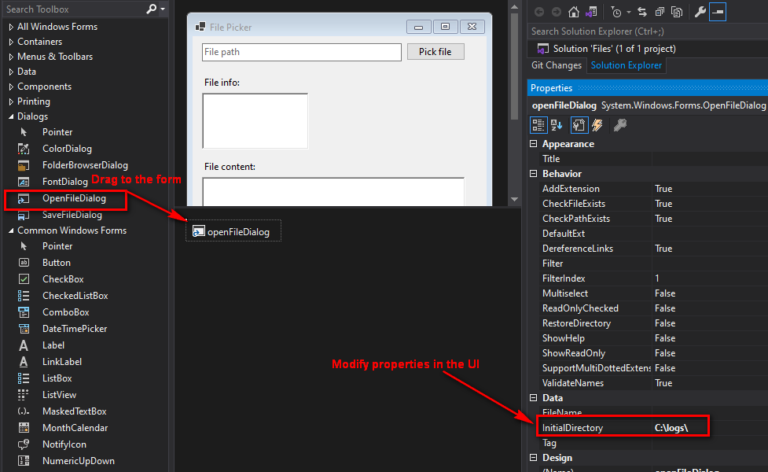 Search Toolbox
All Windows Forms
Containers
Menus & Toolbars
Data
Components
Printing
Dialogs
Pointer
ColorDialog
FolderBrowserDialog
FontDialog
OpenFileDialog
SaveFileDialog
Common Windows Forms
Pointer
Button
CheckBox
CheckedListBox
ComboBox
DateTimePicker
Label
LinkLabel
ListBox
ListView
MaskedTextBox
MonthCalendar
NotifyIcon
NumericUpDown
Drag to the form
File Picker
File path
Pick file
File info:
File content:
openFileDialog
Modify properties in the UI
Search Solution Explorer (Ctrl+;)
Solution 'Files' (1 of 1 project)
Git Changes Solution Explorer
Properties
openFileDialog System.Windows.Forms.OpenFileDialog
Appearance
Title
Behavior
AddExtension True
CheckFileExists True
CheckPathExists True
DefaultExt
DereferenceLinks True
Filter
FilterIndex 1
Multiselect False
ReadOnlyChecked False
RestoreDirectory False
ShowHelp False
ShowReadOnly False
SupportMultiDottedExtens False
ValidateNames True
Data
FileName
InitialDirectory C:\logs\
Tag
Design
(Name) openFileDialog